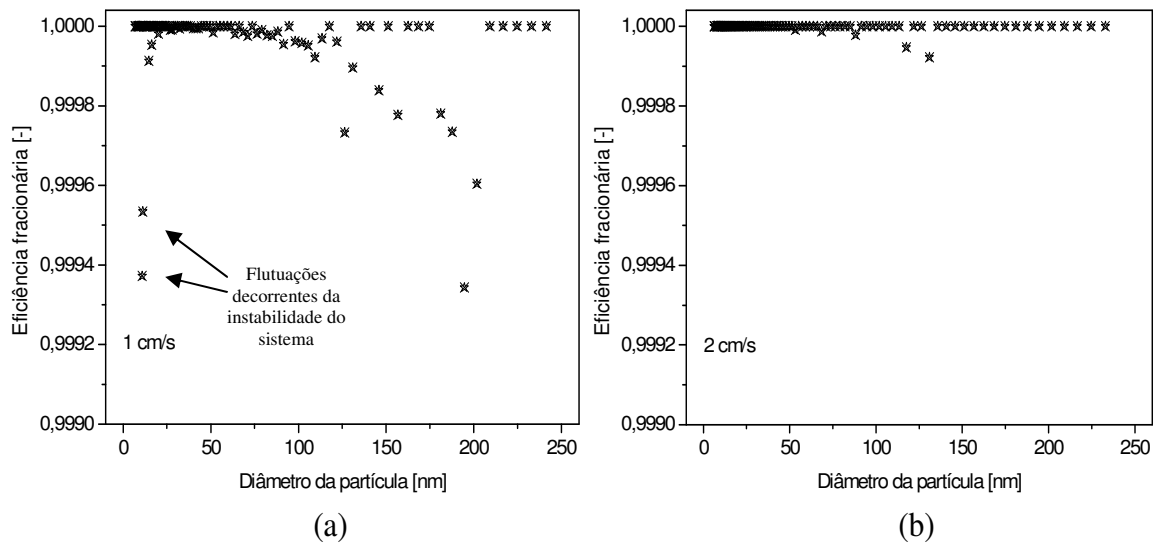 1,0000
0,9998
0,9996
0,9994
0,9992
0,9990
Eficiência fracionária [-]
Flutuações
decorrentes da
instabilidade do
sistema
1 cm/s
0 50 100 150 200 250
Diâmetro da partícula [nm]
(a)
1,0000
0,9998
0,9996
0,9994
0,9992
0,9990
Eficiência fracionária [-]
2 cm/s
0 50 100 150 200 250
Diâmetro da partícula [nm]
(b)